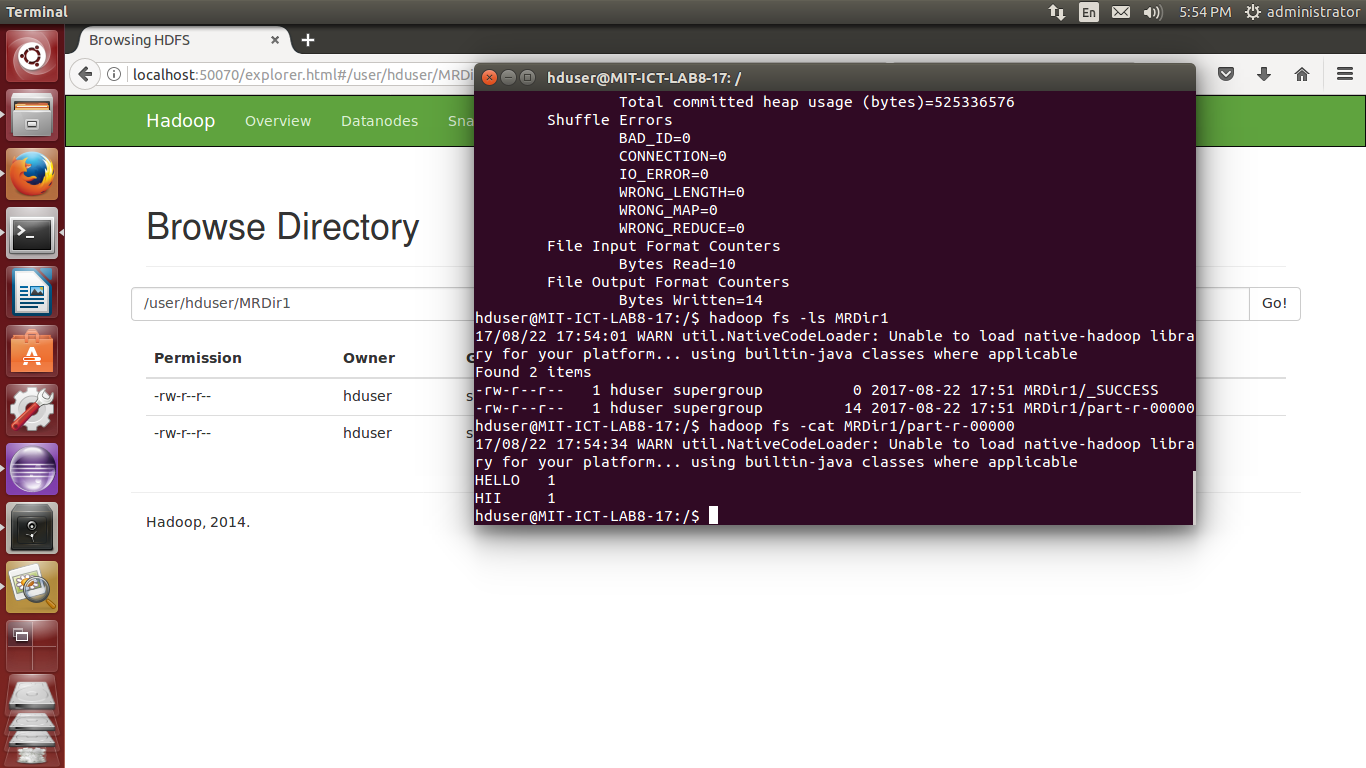 Terminal
En
5:54 PM
administrator
Browsing HDFS
localhost:50070/explorer.html#/user/hduser/MRDi
Hadoop
Overview
Datanodes
Browse Directory
/user/hduser/MRDir1
Go!
Permission
Owner
-rw-r--r--
hduser
-rw-r--r--
hduser
Hadoop, 2014.
hduser@MIT-ICT-LAB8-17: /
Total committed heap usage (bytes)=525336576
Shuffle Errors
BAD_ID=0
CONNECTION=0
IO_ERROR=0
WRONG_LENGTH=0
WRONG_MAP=0
WRONG_REDUCE=0
File Input Format Counters
Bytes Read=10
File Output Format Counters
Bytes Written=14
hduser@MIT-ICT-LAB8-17:/$ hadoop fs -ls MRDir1
17/08/22 17:54:01 WARN util.NativeCodeLoader: Unable to load native-hadoop libra
ry for your platform... using builtin-java classes where applicable
Found 2 items
-rw-r--r--   1 hduser supergroup          0 2017-08-22 17:51 MRDir1/_SUCCESS
-rw-r--r--   1 hduser supergroup         14 2017-08-22 17:51 MRDir1/part-r-00000
hduser@MIT-ICT-LAB8-17:/$ hadoop fs -cat MRDir1/part-r-00000
17/08/22 17:54:34 WARN util.NativeCodeLoader: Unable to load native-hadoop libra
ry for your platform... using builtin-java classes where applicable
HELLO   1
HII     1
hduser@MIT-ICT-LAB8-17:/$